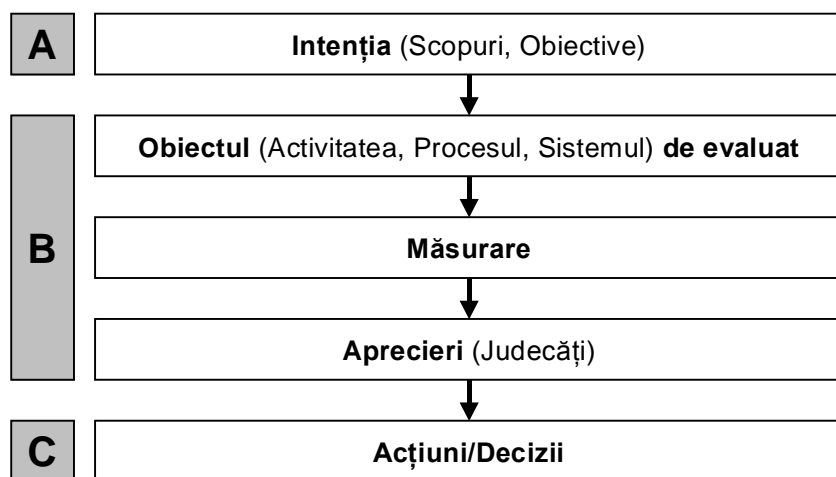 A
Intenția (Scopuri, Obiective)
Obiectul (Activitatea, Procesul, Sistemul) de evaluat
B
Măsurare
Aprecieri (Judecăți)
C
Acțiuni/Decizii